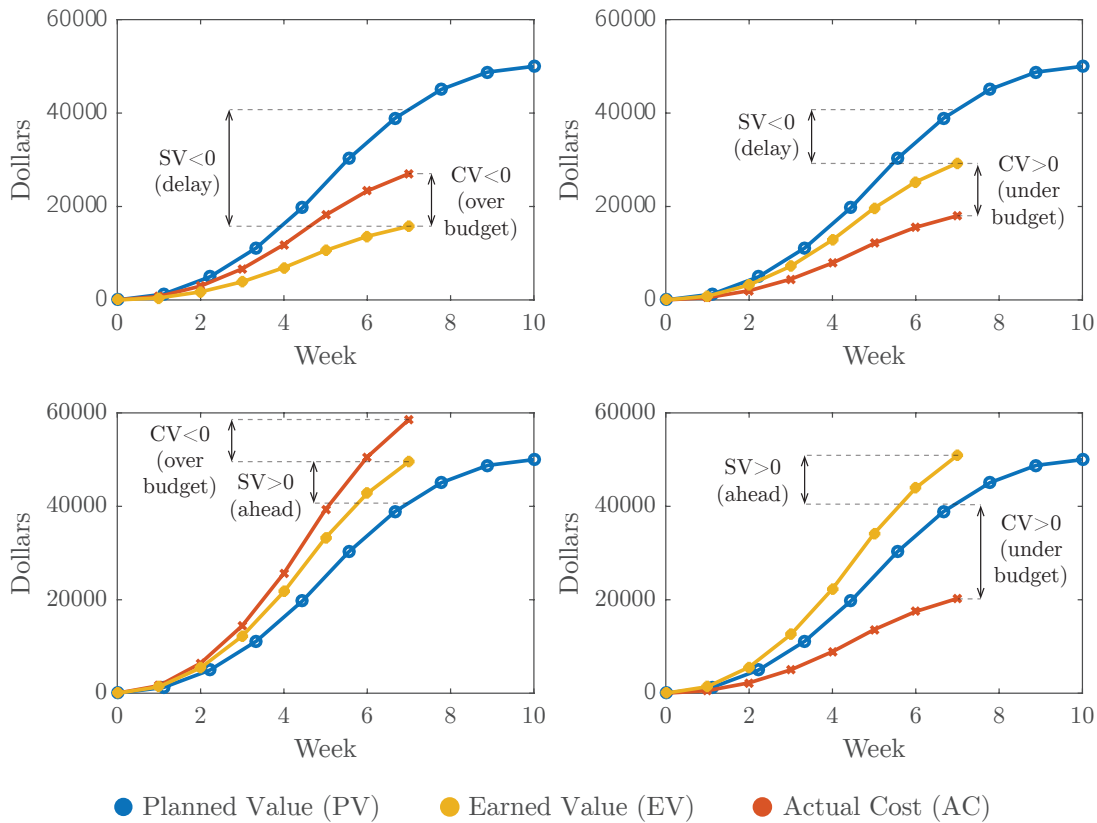 60000
40000
20000
0
Dollars
0 2 4 6 8 10
Week
SV<0
(delay)
CV<0
(over
budget)
60000
40000
20000
0
Dollars
0 2 4 6 8 10
Week
SV<0
(delay)
CV>0
(under
budget)
60000
40000
20000
0
Dollars
0 2 4 6 8 10
Week
CV<0
(over
budget)
SV>0
(ahead)
60000
40000
20000
0
Dollars
0 2 4 6 8 10
Week
SV>0
(ahead)
CV>0
(under
budget)
Planned Value (PV) Earned Value (EV) Actual Cost (AC)